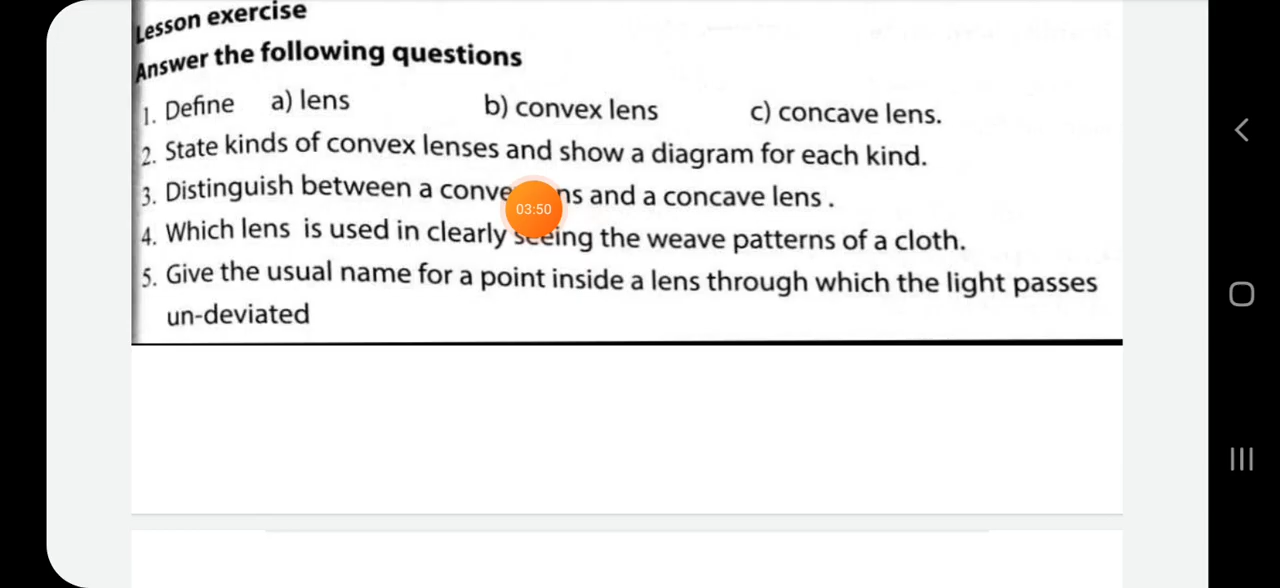 Lesson exercise
Answer the following questions
1. Define a) lens b) convex lens c) concave lens.
2. State kinds of convex lenses and show a diagram for each kind.
3. Distinguish between a conve ns and a concave lens .
03:50
4. Which lens is used in clearly seeing the weave patterns of a cloth.
5. Give the usual name for a point inside a lens through which the light passes
un-deviated